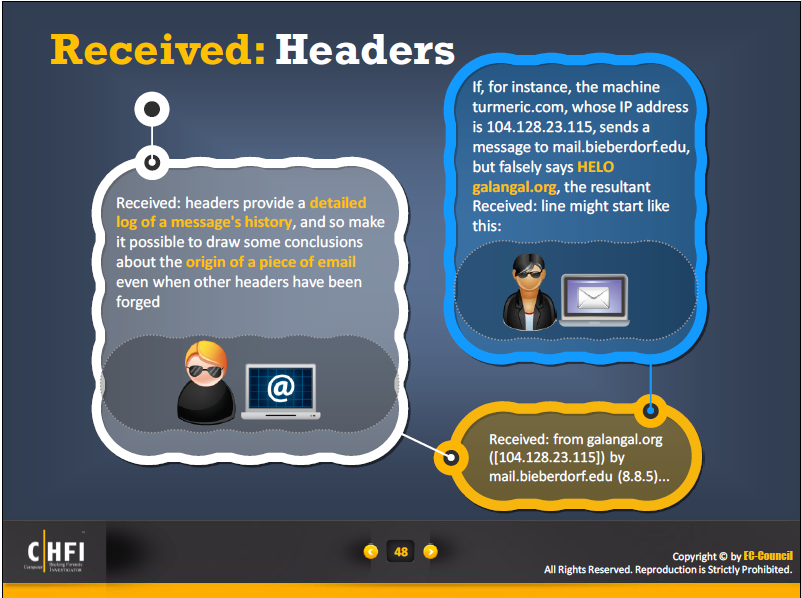 Received: Headers
Received: headers provide a detailed
log of a message's history, and so make
it possible to draw some conclusions
about the origin of a piece of email
even when other headers have been
forged
@
If, for instance, the machine
turmeric.com, whose IP address
is 104.128.23.115, sends a
message to mail.bieberdorf.edu,
but falsely says HELO
galangal.org, the resultant
Received: line might start like
this:
Received: from galangal.org
([104.128.23.115]) by
mail.bieberdorf.edu (8.8.5)...
CHFI
Computer Hacking Forensic
INVESTIGATOR
48
Copyright © by EC-Council
All Rights Reserved. Reproduction is Strictly Prohibited.